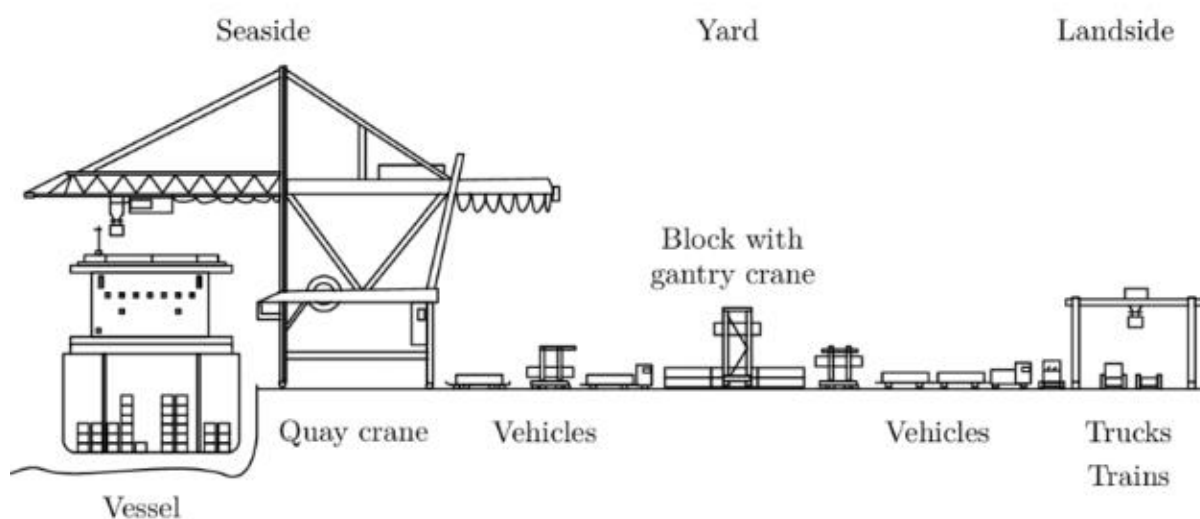 Seaside
Yard
Landside
Block with
gantry crane
Quay crane
Vehicles
Vehicles
Trucks
Trains
Vessel